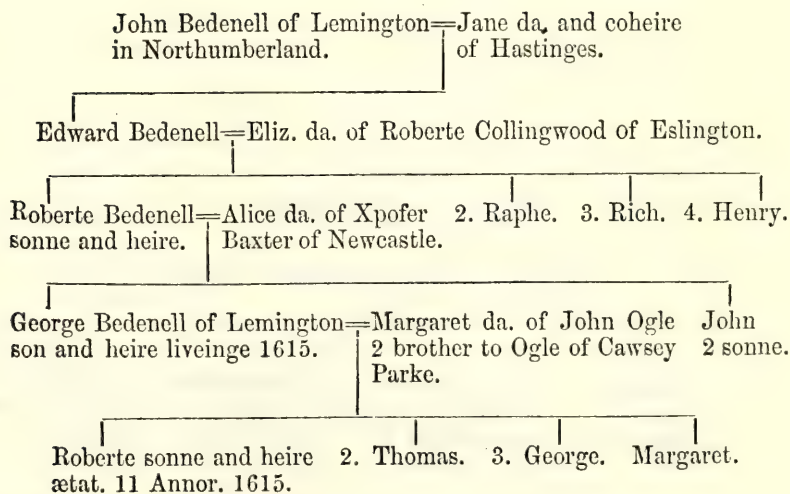 John Bedenell of Lemington=Jane da. and coheire
in Northumberland. of Hastinges.
Edward Bedenell=Eliz. da. of Roberte Collingwood of Eslington.
Roberte Bedenell=Alice da. of Xpofer 2. Raphe. 3. Rich. 4. Henry.
sonne and heire. Baxter of Newcastle.
George Bedenell of Lemington=Margaret da. of John Ogle John
son and heire liveinge 1615. 2 brother to Ogle of Cawsey 2 sonne.
Parke.
Roberte sonne and heire 2. Thomas. 3. George. Margaret.
ætat. 11 Annor. 1615.